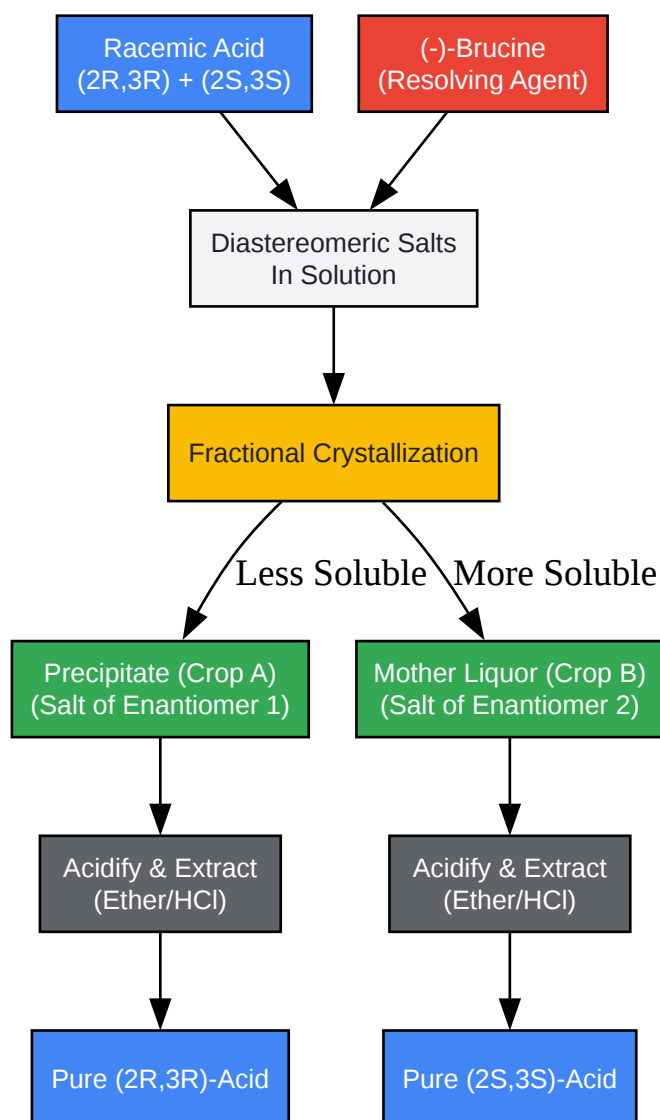 Racemic Acid
(2R,3R) + (2S,3S)
(-)-Brucine
(Resolving Agent)
Diastereomeric Salts
In Solution
Fractional Crystallization
Less Soluble
More Soluble
Precipitate (Crop A)
(Salt of Enantiomer 1)
Mother Liquor (Crop B)
(Salt of Enantiomer 2)
Acidify & Extract
(Ether/HCl)
Acidify & Extract
(Ether/HCl)
Pure (2R,3R)-Acid
Pure (2S,3S)-Acid